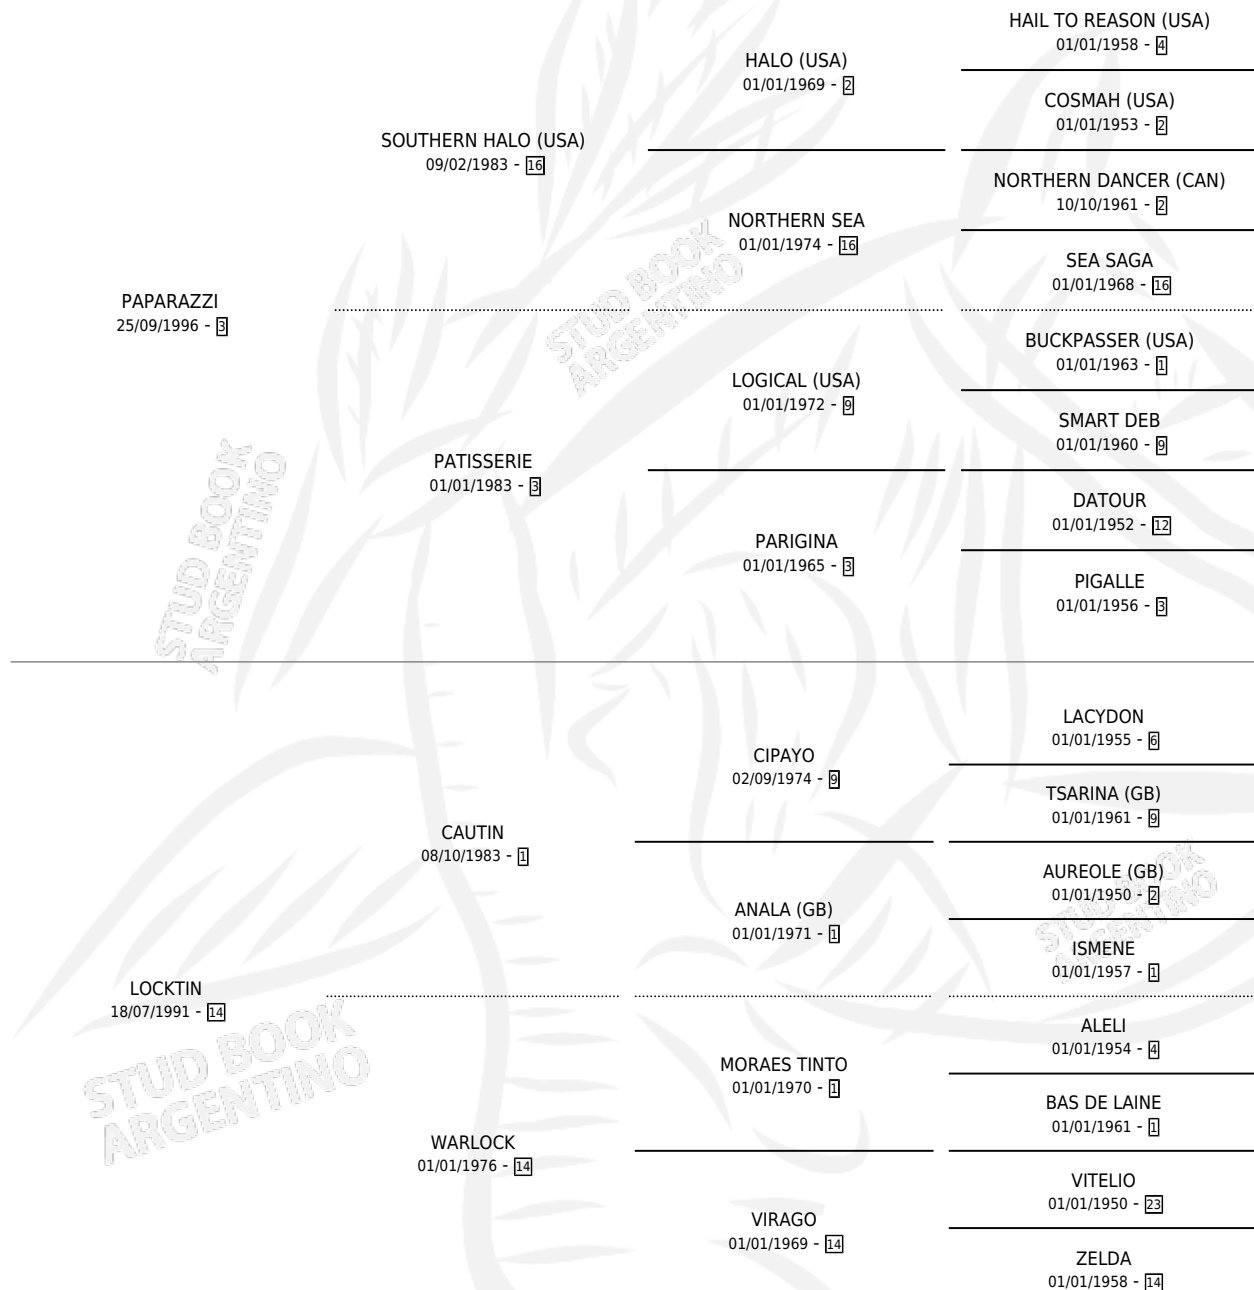 HAIL TO REASON (USA)
01/01/1958 - 4
HALO (USA)
01/01/1969 - 2
COSMAH (USA)
01/01/1953 - 2
SOUTHERN HALO (USA)
09/02/1983 - 16
NORTHERN DANCER (CAN)
10/10/1961 - 2
NORTHERN SEA
01/01/1974 - 16
SEA SAGA
01/01/1968 - 16
PAPARAZZI
25/09/1996 - 3
STUD BOOK
ARGENTINO
BUCKPASSER (USA)
01/01/1963 - 1
LOGICAL (USA)
01/01/1972 - 9
SMART DEB
01/01/1960 - 9
PATISSERIE
01/01/1983 - 3
DATOUR
01/01/1952 - 12
PARIGINA
01/01/1965 - 3
PIGALLE
01/01/1956 - 3
STUD BOOK
ARGENTINO
LACYDON
01/01/1955 - 6
CIPAYO
02/09/1974 - 9
TSARINA (GB)
01/01/1961 - 9
CAUTIN
08/10/1983 - 1
AUREOLE (GB)
01/01/1950 - 2
ANALA (GB)
01/01/1971 - 1
STUD BOOK
ARGENTINO
ISMENE
01/01/1957 - 1
LOCKTIN
18/07/1991 - 14
ALELI
01/01/1954 - 4
MORAES TINTO
01/01/1970 - 1
BAS DE LAINE
01/01/1961 - 1
STUD BOOK
ARGENTINO
WARLOCK
01/01/1976 - 14
VITELIO
01/01/1950 - 23
VIRAGO
01/01/1969 - 14
ZELDA
01/01/1958 - 14